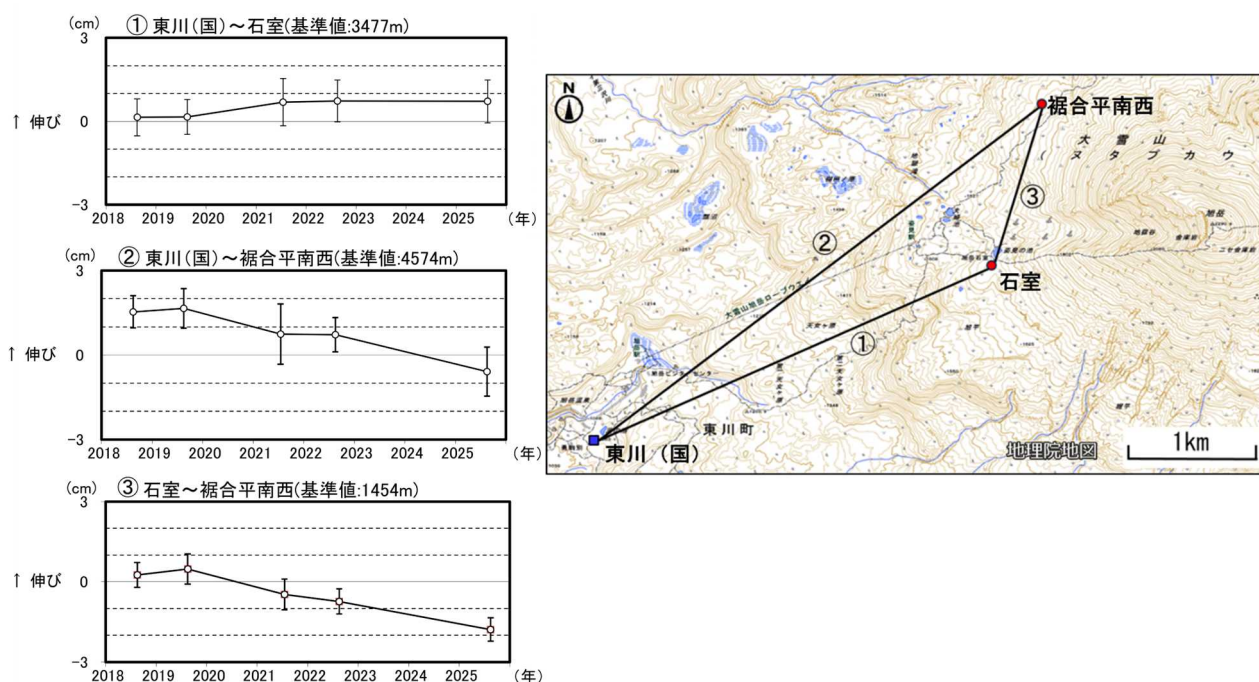 (cm)
① 東川(国)～石室(基準値:3477m)
3
0
-3
↑ 伸び
2018 2019 2020 2021 2022 2023 2024 2025 (年)
(cm)
② 東川(国)～裾合平南西(基準値:4574m)
3
0
-3
↑ 伸び
2018 2019 2020 2021 2022 2023 2024 2025 (年)
(cm)
③ 石室～裾合平南西(基準値:1454m)
3
0
-3
↑ 伸び
2018 2019 2020 2021 2022 2023 2024 2025 (年)
N
裾合平南西
大雪山
(ヌタプカウ
③
②
旭岳
石室
大雪山旭岳ロープウェイ
①
天女ヶ原
東川町
東川（国）
地理院地図
1km